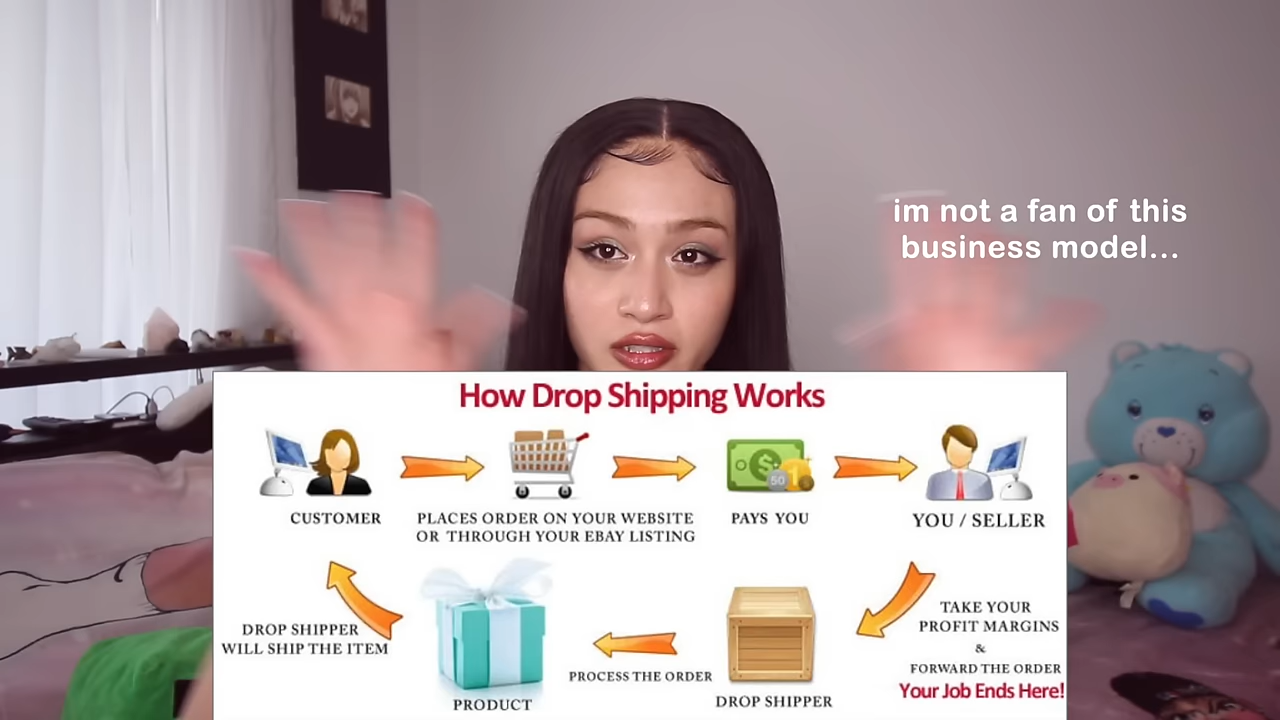 im not a fan of this
business model...
How Drop Shipping Works
CUSTOMER
PLACES ORDER ON YOUR WEBSITE
OR THROUGH YOUR EBAY LISTING
PAYS YOU
YOU / SELLER
TAKE YOUR
PROFIT MARGINS
&
FORWARD THE ORDER
Your Job Ends Here!
DROP SHIPPER
PROCESS THE ORDER
PRODUCT
DROP SHIPPER
WILL SHIP THE ITEM
$
50
1